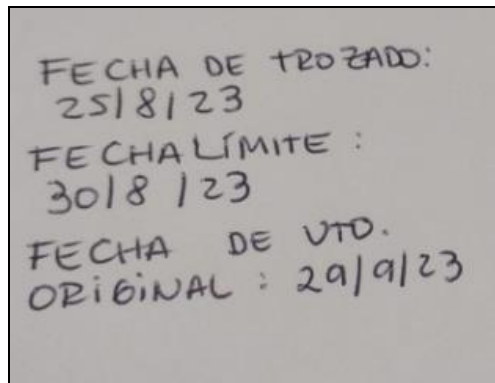 FECHA DE TROZADO:
25/8/23
FECHA LÍMITE :
30/8/23
FECHA DE VTO.
ORIGINAL : 29/9/23